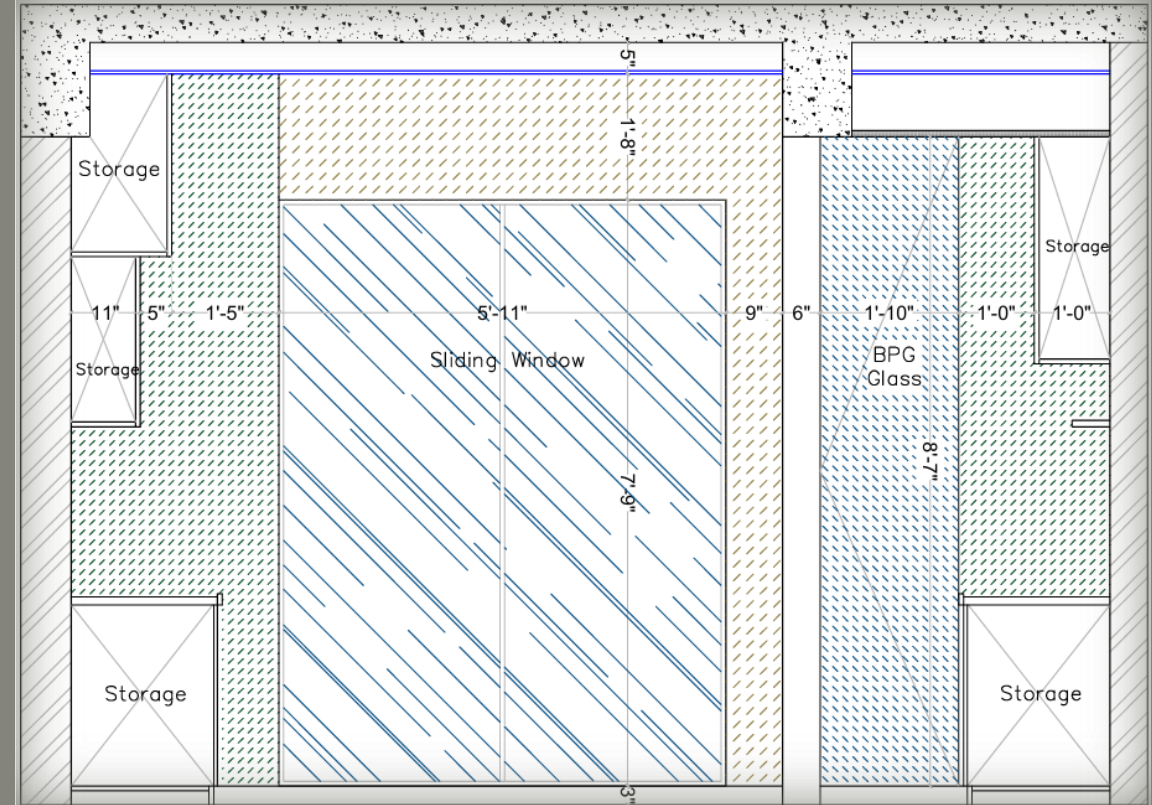 5"
1'-8"
Storage
Storage
11"
5"
1'-5"
5'-11"
9"
6"
1'-10"
1'-0"
1'-0"
Sliding Window
BPG
Glass
Storage
8'-7"
7'-9"
Storage
Storage
3"